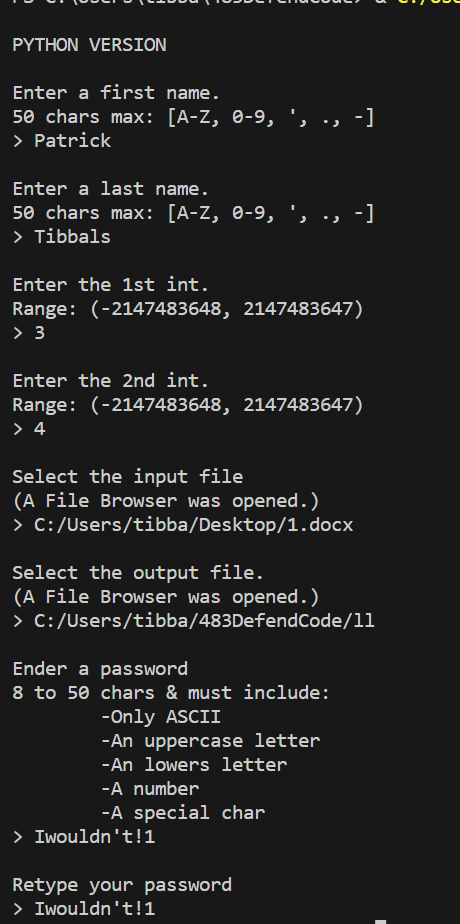 PYTHON VERSION
Enter a first name.
50 chars max: [A-Z, 0-9, ', ., -]
> Patrick
Enter a last name.
50 chars max: [A-Z, 0-9, ', ., -]
> Tibbals
Enter the 1st int.
Range: (-2147483648, 2147483647)
> 3
Enter the 2nd int.
Range: (-2147483648, 2147483647)
> 4
Select the input file
(A File Browser was opened.)
> C:/Users/tibba/Desktop/1.docx
Select the output file.
(A File Browser was opened.)
> C:/Users/tibba/483DefendCode/ll
Ender a password
8 to 50 chars & must include:
-Only ASCII
-An uppercase letter
-An lowers letter
-A number
-A special char
> Iwouldn't!1
Retype your password
> Iwouldn't!1